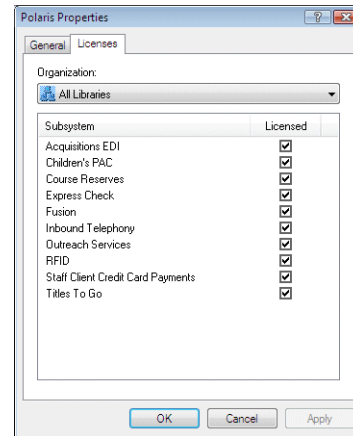 Polaris Properties
General Licenses
Organization:
All Libraries
Subsystem Licensed
Acquisitions EDI
Children's PAC
Course Reserves
Express Check
Fusion
Inbound Telephony
Outreach Services
RFID
Staff Client Credit Card Payments
Titles To Go
OK Cancel Apply